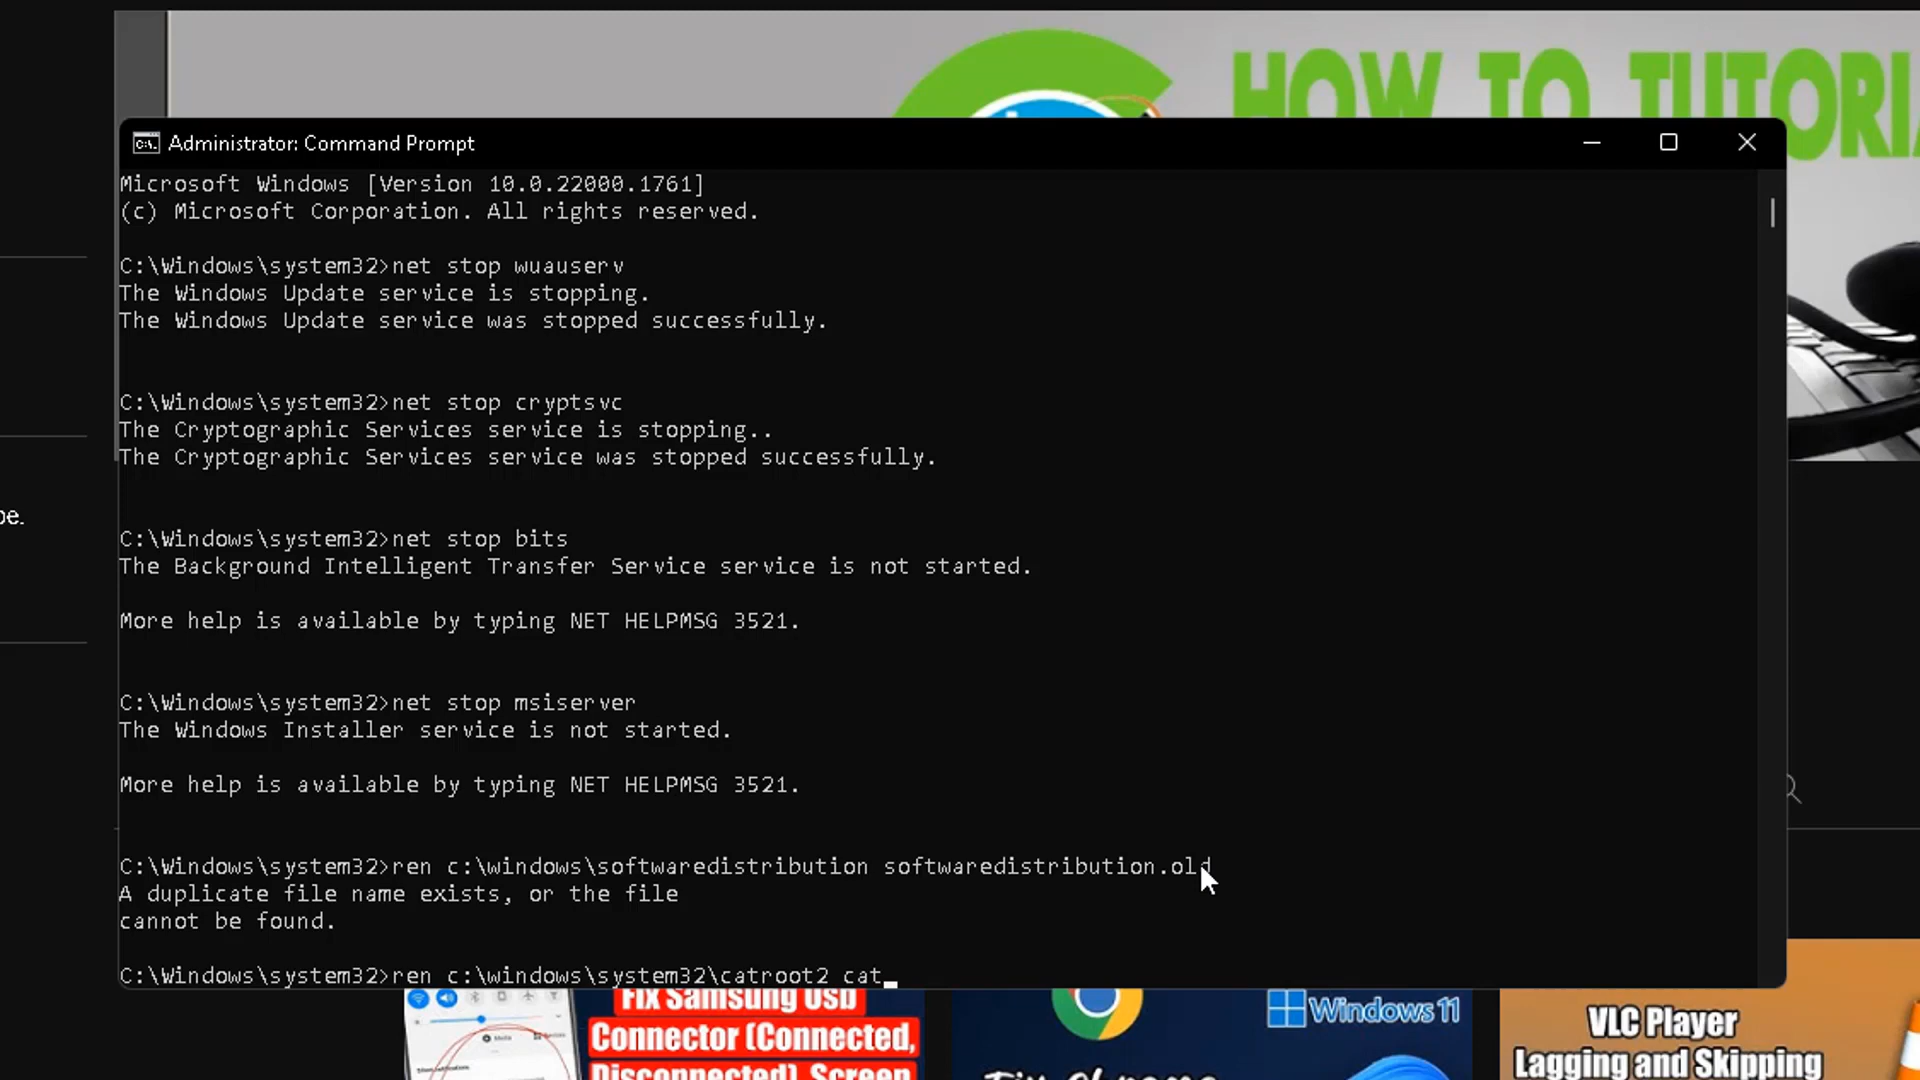 HOW TO TUTORIA
Administrator: Command Prompt
Microsoft Windows [Version 10.0.22000.1761]
(c) Microsoft Corporation. All rights reserved.
C:\Windows\system32>net stop wuauserv
The Windows Update service is stopping.
The Windows Update service was stopped successfully.
C:\Windows\system32>net stop cryptsvc
The Cryptographic Services service is stopping..
The Cryptographic Services service was stopped successfully.
C:\Windows\system32>net stop bits
The Background Intelligent Transfer Service service is not started.
More help is available by typing NET HELPMSG 3521.
C:\Windows\system32>net stop msiserver
The Windows Installer service is not started.
More help is available by typing NET HELPMSG 3521.
C:\Windows\system32>ren c:\windows\softwaredistribution softwaredistribution.old
A duplicate file name exists, or the file
cannot be found.
C:\Windows\system32>ren c:\windows\system32\catroot2 cat
be.
Fix Samsung Usb
Connector (Connected,
Disconnected), Screen
Windows 11
Fix Chrome
VLC Player
Lagging and Skipping